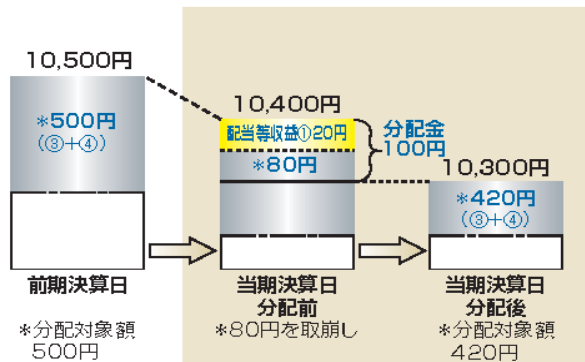 10,500円
*500円
(③+④)
前期決算日
*分配対象額
500円
10,400円
配当等収益①20円
*80円
分配金
100円
当期決算日
分配前
*80円を取崩し
10,300円
*420円
(③+④)
当期決算日
分配後
*分配対象額
420円